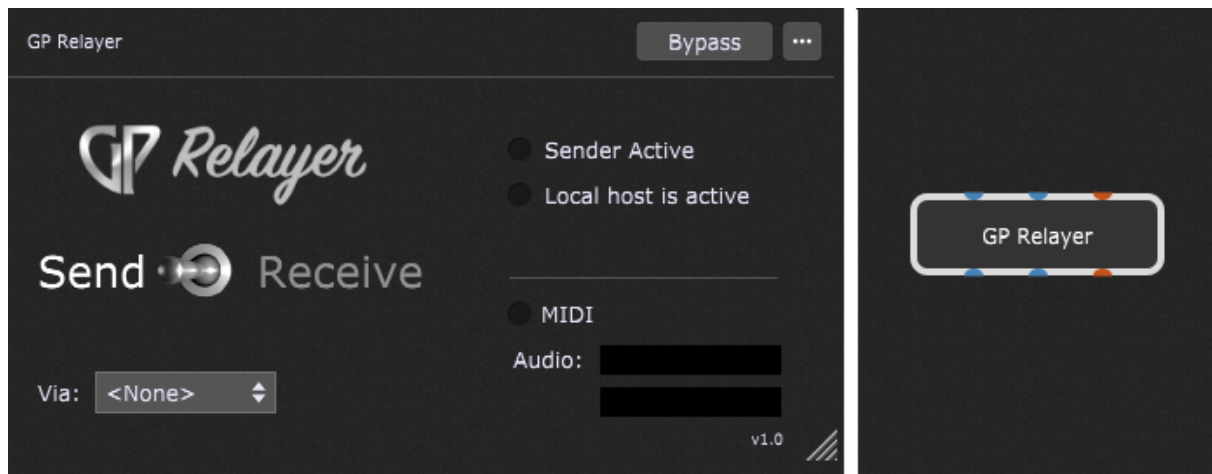 GP Relayer
Bypass
...
GP Relayer
Sender Active
Local host is active
Send Receive
MIDI
Audio:
Via: <None>
v1.0
GP Relayer